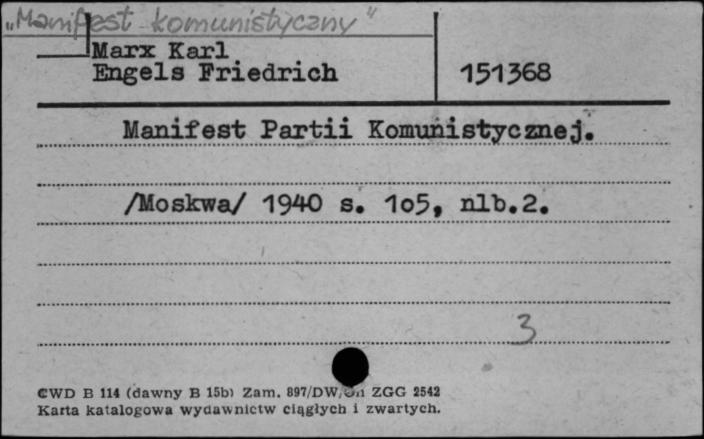 „Manifest komunistyczny"
Marx Karl
Engels Friedrich
151368
Manifest Partii Komunistycznej.
/Moskwa/ 1940 s. 1o5, nlb.2.
3
CWD B 114 (dawny B 15b) Zam. 897/DW/ ZGG 2542
Karta katalogowa wydawnictw ciągłych i zwartych.